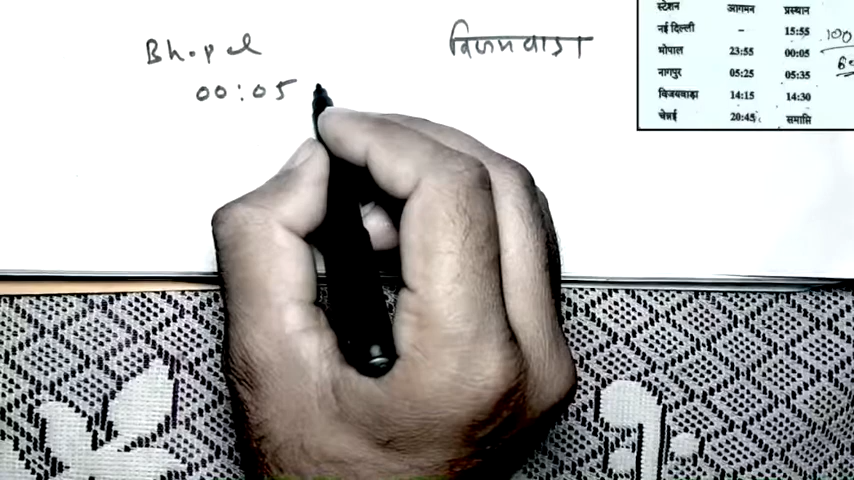 Bhopal विजयवाड़ा
00:05
स्टेशन आगमन प्रस्थान
नई दिल्ली - 15:55
भोपाल 23:55 00:05
नागपुर 05:25 05:35
विजयवाड़ा 14:15 14:30
चेन्नई 20:45 समाप्ति
100